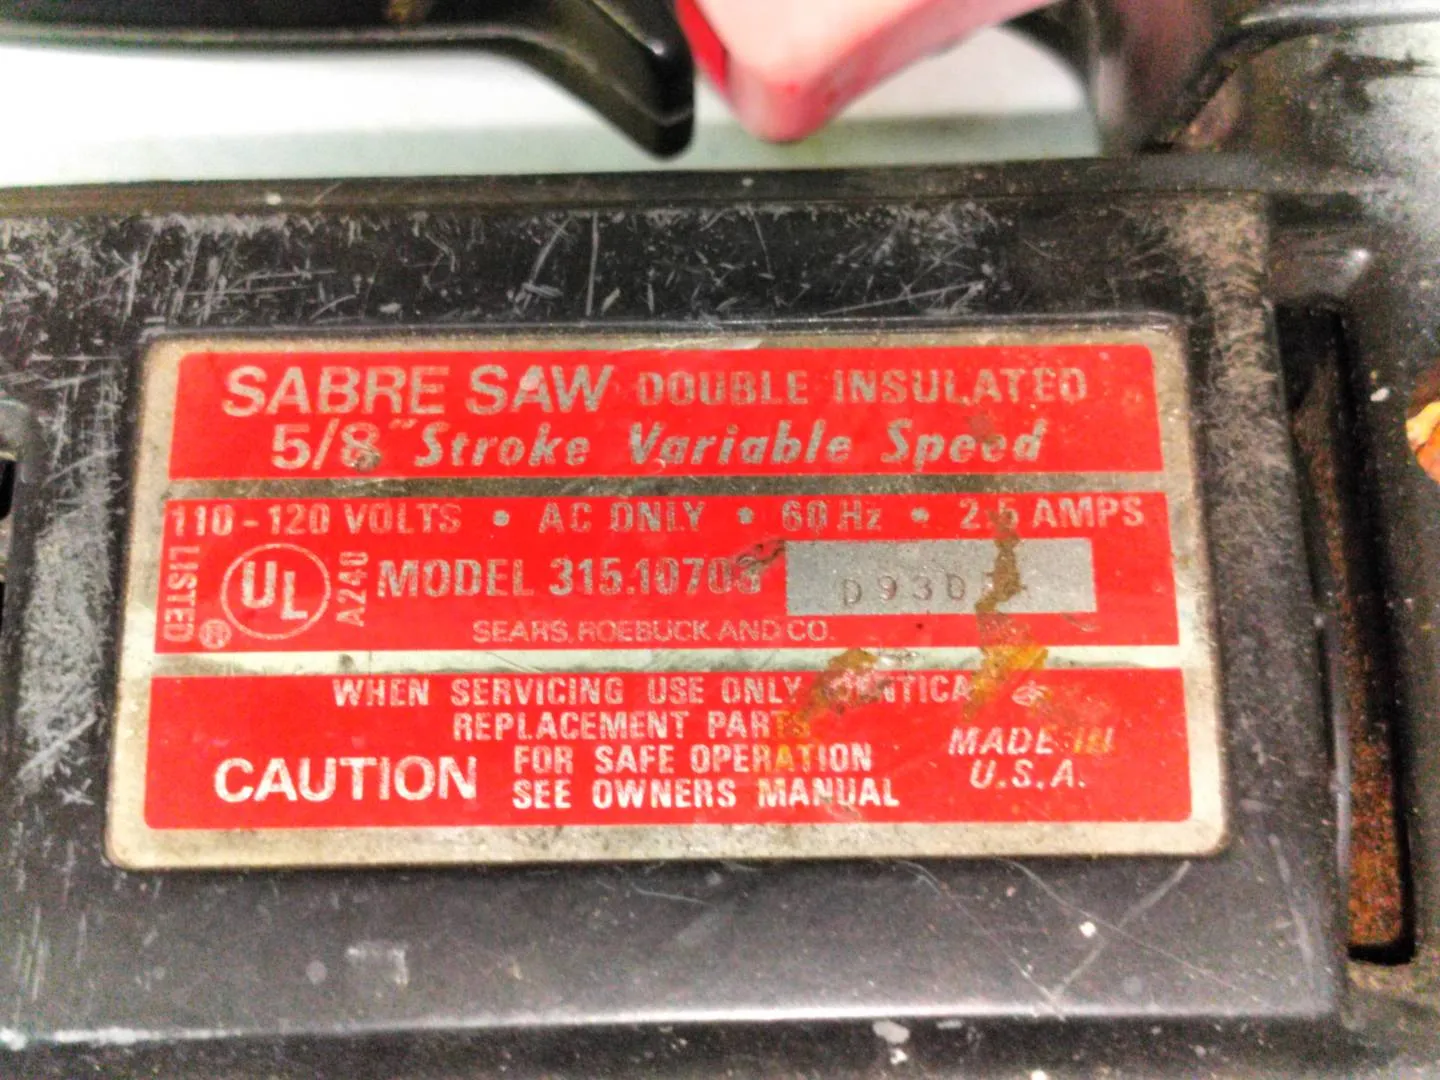 SABRE SAW DOUBLE INSULATED
5/8" Stroke Variable Speed
110-120 VOLTS • AC ONLY • 60 Hz • 2.5 AMPS
LISTED UL ® A240 MODEL 315.10703
SEARS, ROEBUCK AND CO.
WHEN SERVICING USE ONLY IDENTICAL
REPLACEMENT PARTS
CAUTION FOR SAFE OPERATION
SEE OWNERS MANUAL
MADE IN
U.S.A.